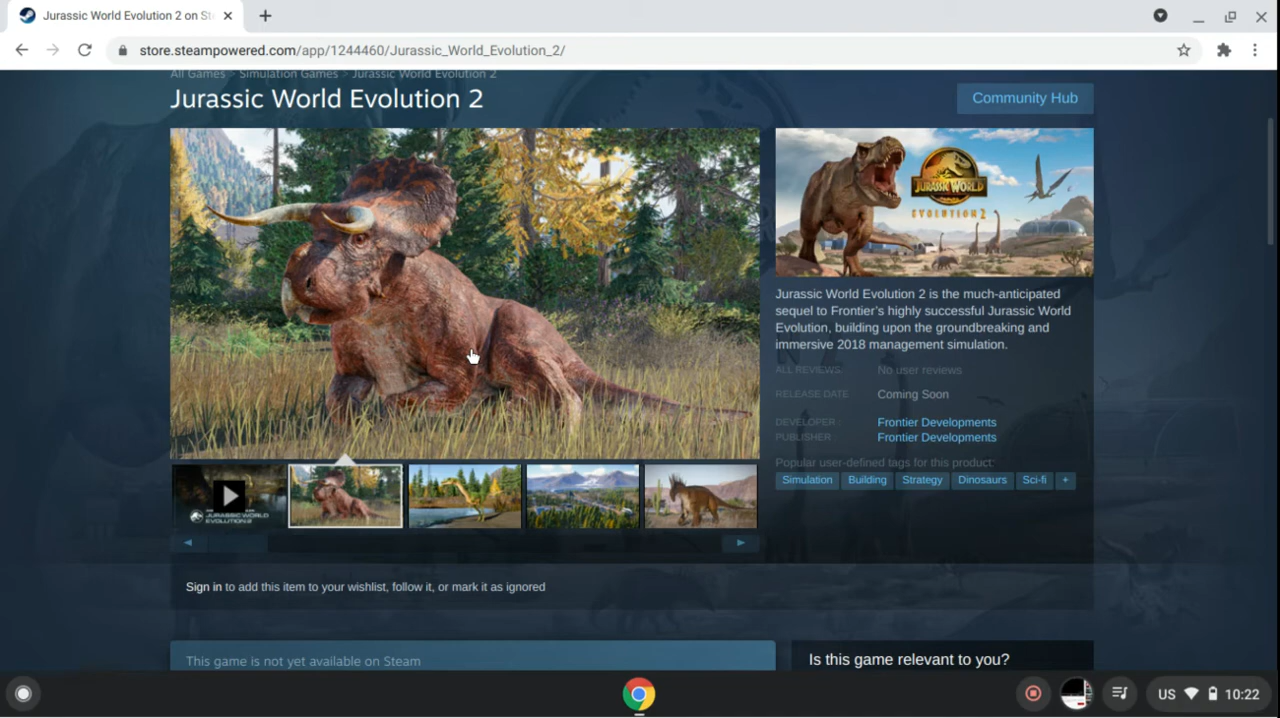 Jurassic World Evolution 2 on St
store.steampowered.com/app/1244460/Jurassic_World_Evolution_2/
All Games > Simulation Games > Jurassic World Evolution 2
Jurassic World Evolution 2
Community Hub
JURASSIC WORLD
EVOLUTION 2
Jurassic World Evolution 2 is the much-anticipated
sequel to Frontier's highly successful Jurassic World
Evolution, building upon the groundbreaking and
immersive 2018 management simulation.
ALL REVIEWS: No user reviews
RELEASE DATE: Coming Soon
DEVELOPER: Frontier Developments
PUBLISHER: Frontier Developments
Popular user-defined tags for this product:
Simulation Building Strategy Dinosaurs Sci-fi +
JURASSIC WORLD
EVOLUTION 2
Sign in to add this item to your wishlist, follow it, or mark it as ignored
This game is not yet available on Steam
Is this game relevant to you?
US 10:22